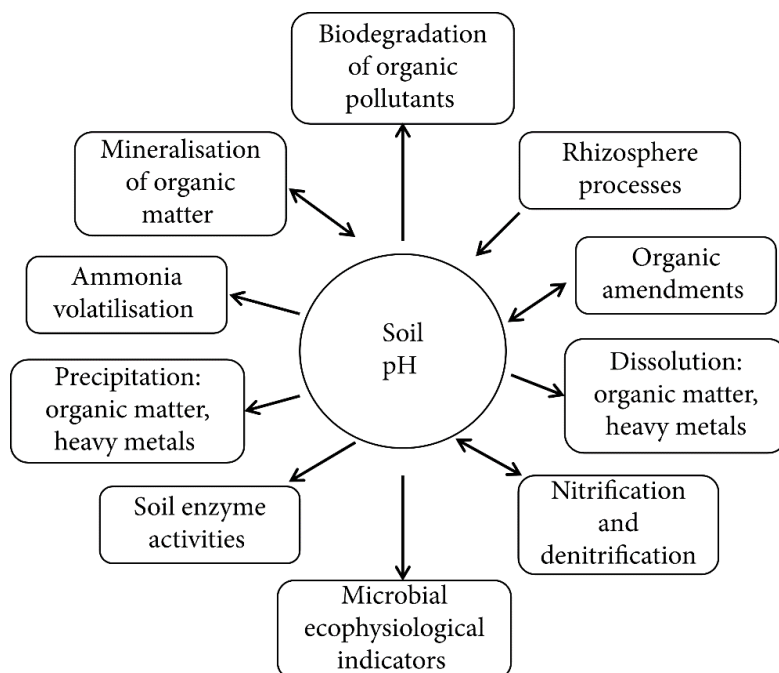 Biodegradation
of organic
pollutants
Rhizosphere
processes
Organic
amendments
Dissolution:
organic matter,
heavy metals
Nitrification
and
denitrification
Microbial
ecophysiological
indicators
Soil enzyme
activities
Precipitation:
organic matter,
heavy metals
Ammonia
volatilisation
Mineralisation
of organic
matter
Soil
pH